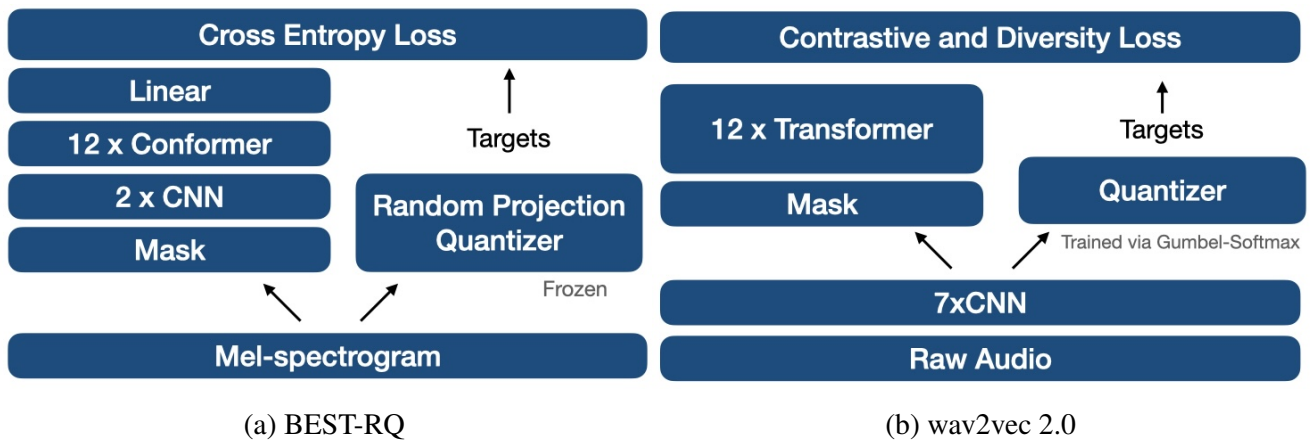 Cross Entropy Loss
Linear
12 x Conformer
2 x CNN
Mask
Targets
Random Projection
Quantizer
Frozen
Mel-spectrogram
(a) BEST-RQ
Contrastive and Diversity Loss
12 x Transformer
Mask
Targets
Quantizer
Trained via Gumbel-Softmax
7xCNN
Raw Audio
(b) wav2vec 2.0